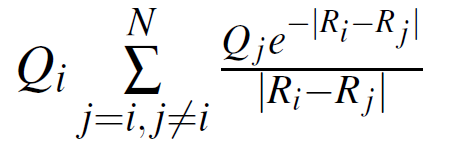 $Q_i \sum_{j=i, j \neq i}^{N} \frac{Q_j e^{-|R_i - R_j|}}{|R_i - R_j|}$